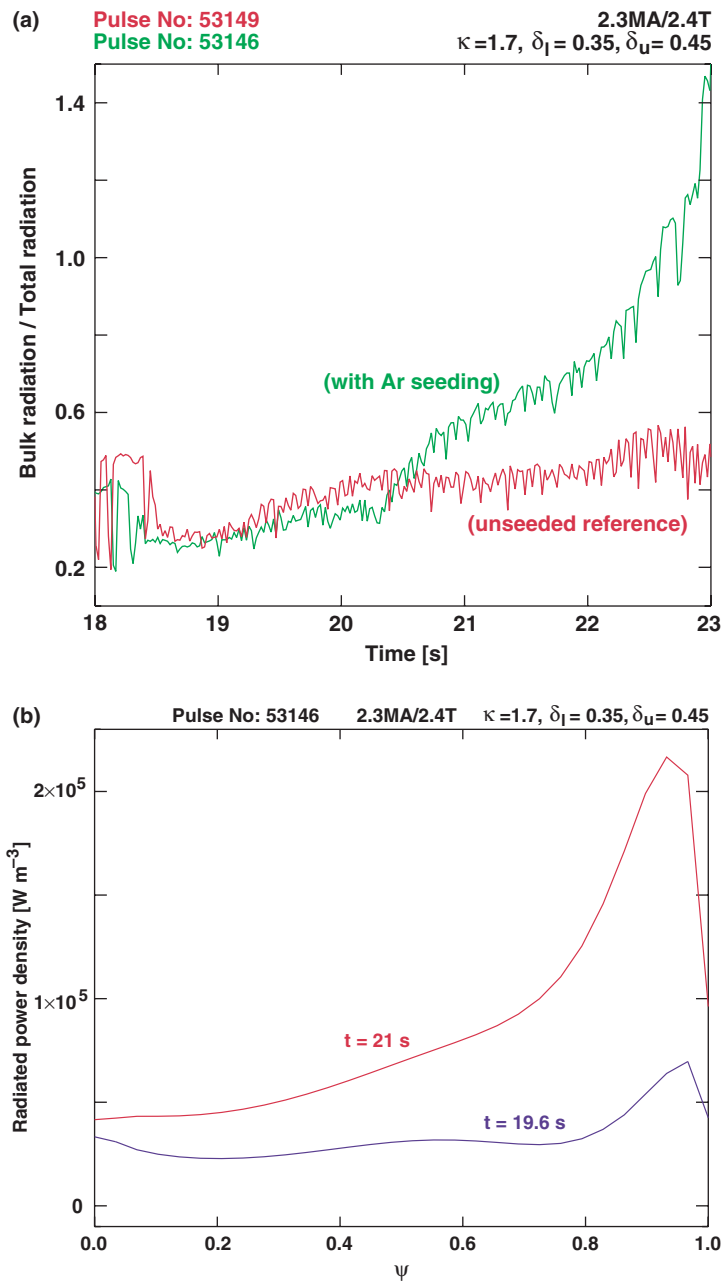 (a)
Pulse No: 53149 2.3MA/2.4T
Pulse No: 53146 κ =1.7, δl = 0.35, δu= 0.45
1.4
1.0
0.6
0.2
Bulk radiation / Total radiation
(with Ar seeding)
(unseeded reference)
18 19 20 21 22 23
Time [s]
(b)
Pulse No: 53146 2.3MA/2.4T κ =1.7, δl = 0.35, δu= 0.45
2×10⁵
1×10⁵
0
Radiated power density [W m⁻³]
t = 21 s
t = 19.6 s
0.0 0.2 0.4 0.6 0.8 1.0
ψ